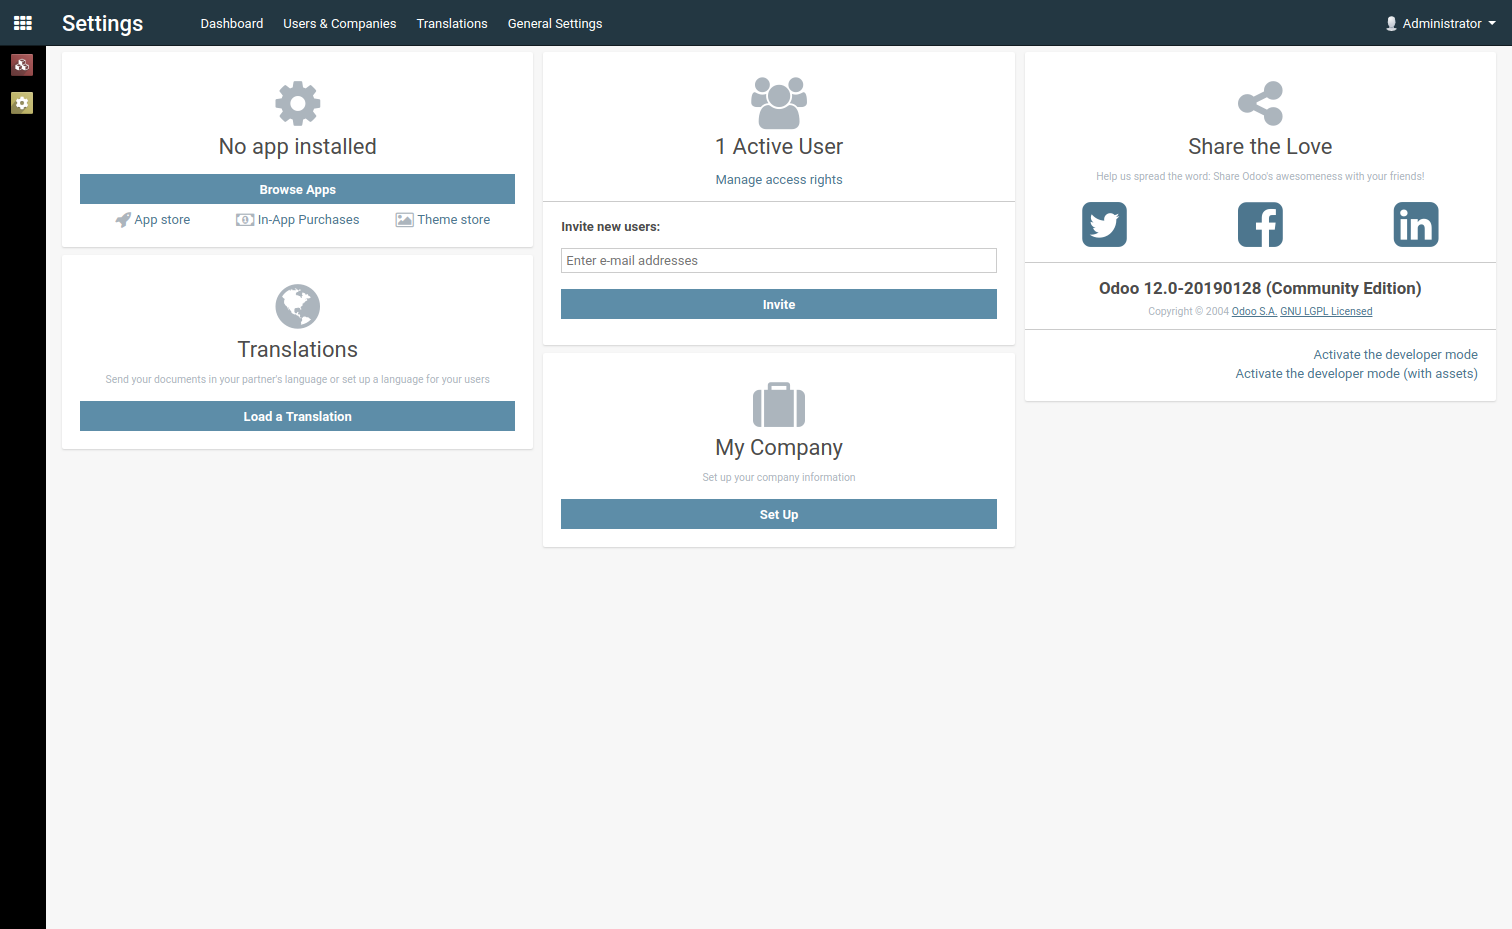 Settings
Dashboard
Users & Companies
Translations
General Settings
Administrator
No app installed
Browse Apps
App store
In-App Purchases
Theme store
Translations
Send your documents in your partner's language or set up a language for your users
Load a Translation
1 Active User
Manage access rights
Invite new users:
Enter e-mail addresses
Invite
My Company
Set up your company information
Set Up
Share the Love
Help us spread the word: Share Odoo's awesomeness with your friends!
in
Odoo 12.0-20190128 (Community Edition)
Copyright © 2004 Odoo S.A. GNU LGPL Licensed
Activate the developer mode
Activate the developer mode (with assets)